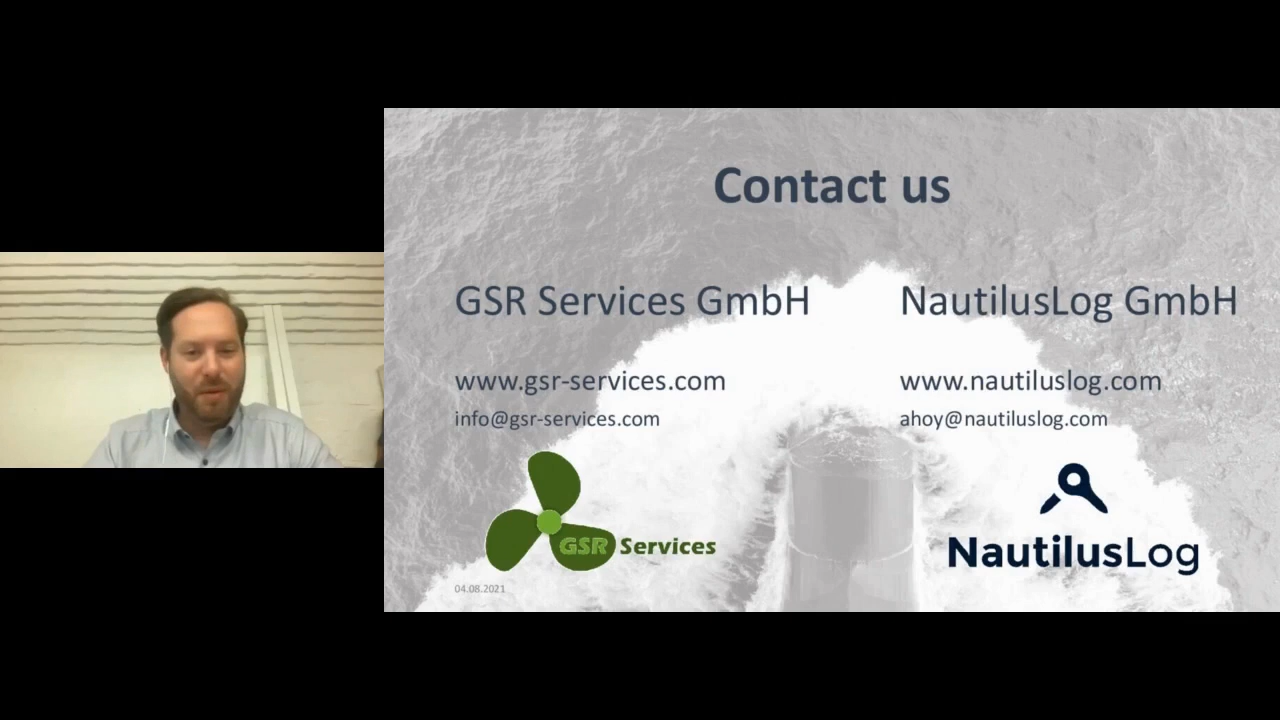 Contact us
GSR Services GmbH
www.gsr-services.com
info@gsr-services.com
GSR Services
04.08.2021
NautilusLog GmbH
www.nautiluslog.com
ahoy@nautiluslog.com
NautilusLog